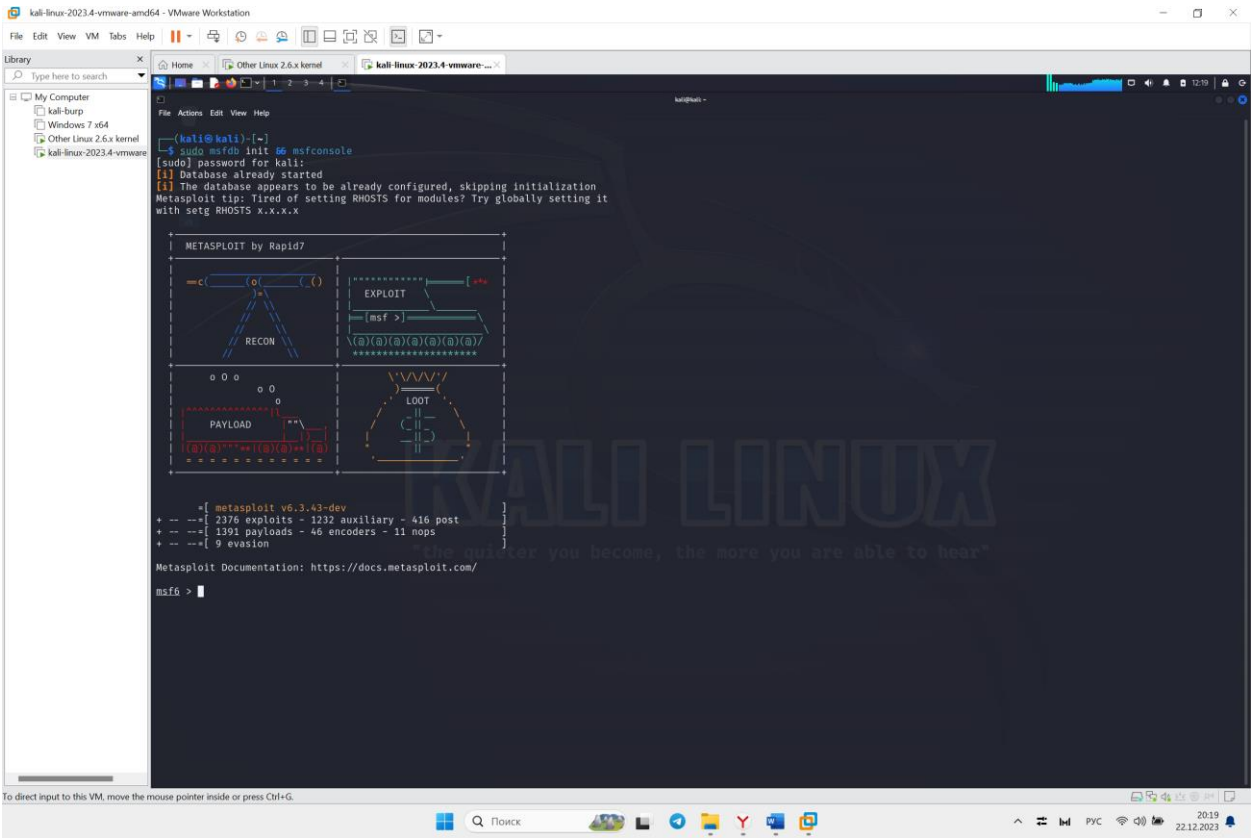 kali-linux-2023.4-vmware-amd64 - VMware Workstation
File Edit View VM Tabs Help
Library
Type here to search
My Computer
kali-burp
Windows 7 x64
Other Linux 2.6.x kernel
kali-linux-2023.4-vmware
Home
Other Linux 2.6.x kernel
kali-linux-2023.4-vmware-...
1 2 3 4
12:19
kali@kali: ~
File Actions Edit View Help
┌──(kali㉿kali)-[~]
└─$ sudo msfdb init && msfconsole
[sudo] password for kali:
[i] Database already started
[i] The database appears to be already configured, skipping initialization
Metasploit tip: Tired of setting RHOSTS for modules? Try globally setting it
with setg RHOSTS x.x.x.x
METASPLOIT by Rapid7
EXPLOIT
[msf >]
RECON
PAYLOAD
LOOT
=[ metasploit v6.3.43-dev ]
+ -- --=[ 2376 exploits - 1232 auxiliary - 416 post ]
+ -- --=[ 1391 payloads - 46 encoders - 11 nops ]
+ -- --=[ 9 evasion ]
Metasploit Documentation: https://docs.metasploit.com/
msf6 >
KALI LINUX
"the quieter you become, the more you are able to hear"
To direct input to this VM, move the mouse pointer inside or press Ctrl+G.
Поиск
РУС
20:19
22.12.2023